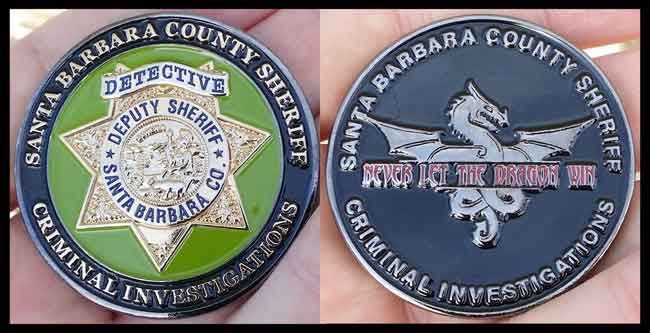 SANTA BARBARA COUNTY SHERIFF
DETECTIVE
DEPUTY SHERIFF
SANTA BARBARA CO.
CRIMINAL INVESTIGATIONS
SANTA BARBARA COUNTY SHERIFF
NEVER LET THE DRAGON WIN
CRIMINAL INVESTIGATIONS